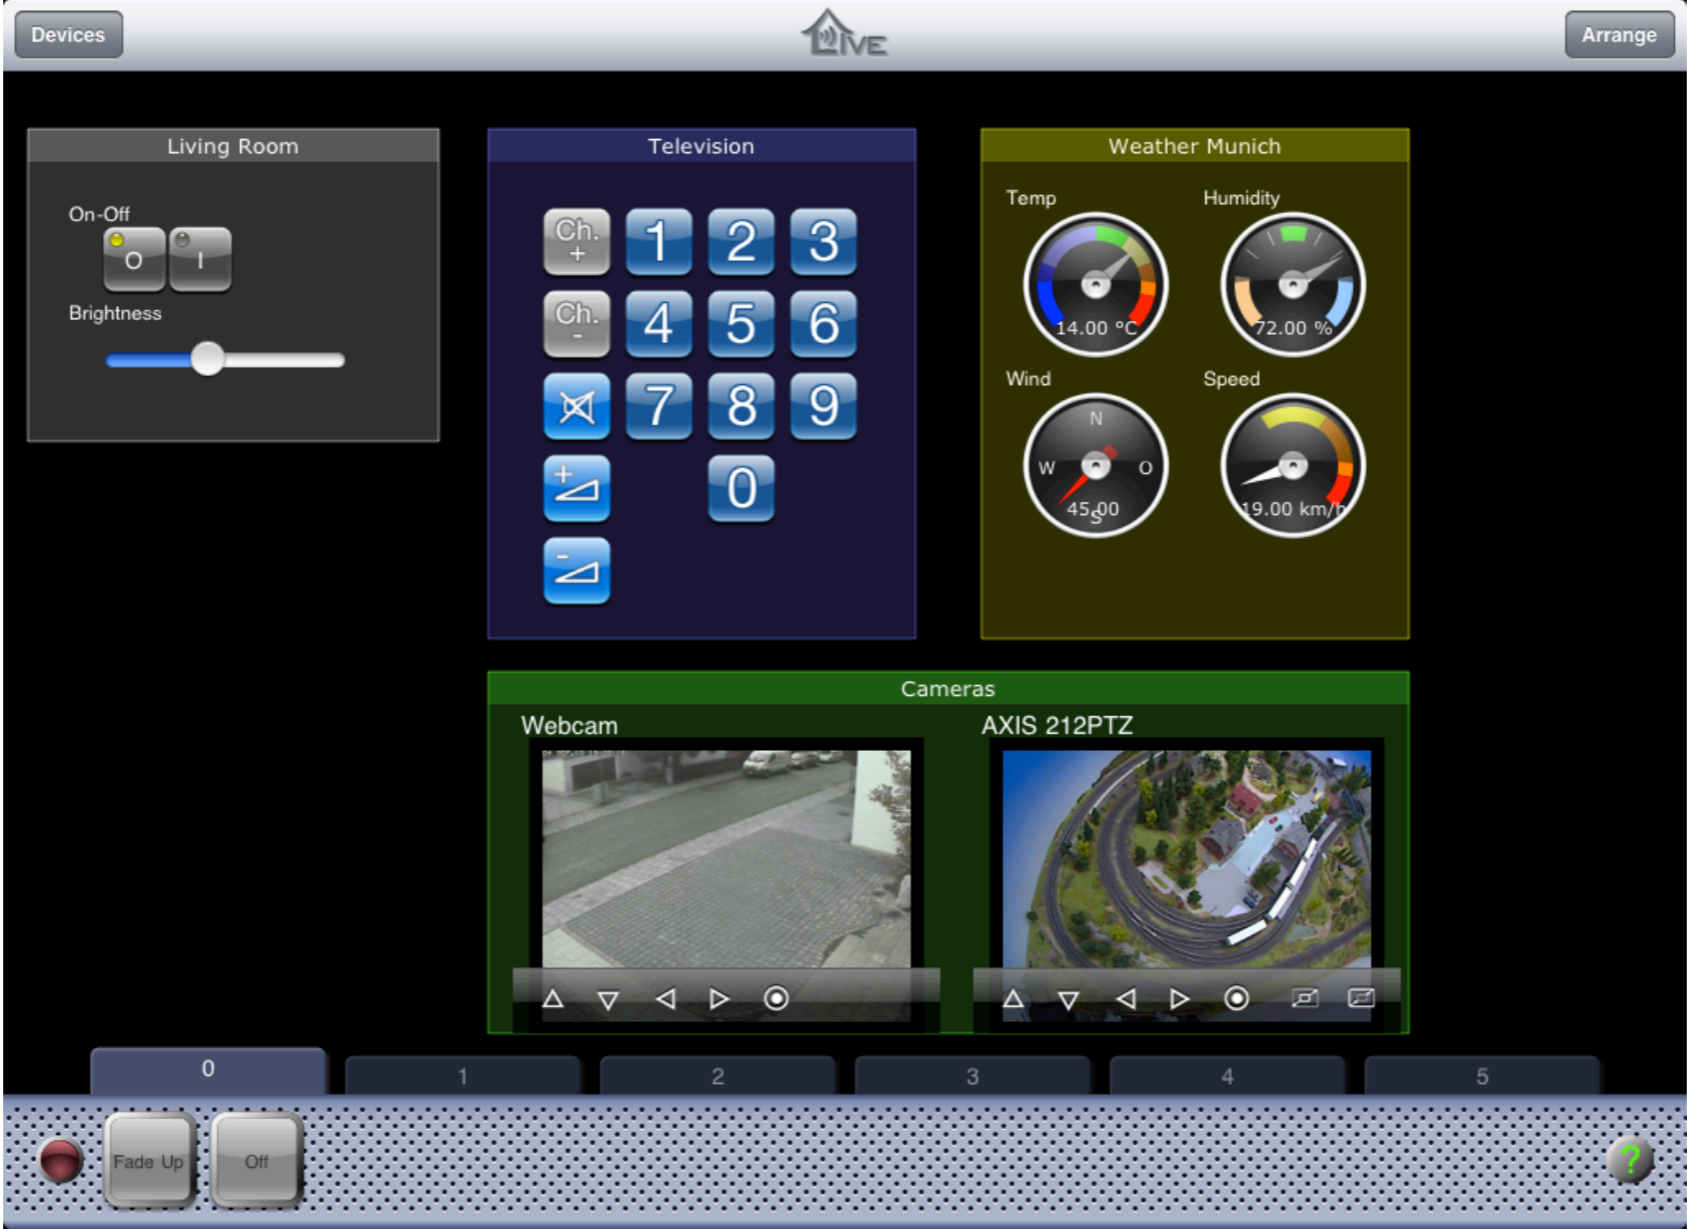 Devices
LIVE
Arrange
Living Room
On-Off
O I
Brightness
Television
Ch. + 1 2 3
Ch. - 4 5 6
7 8 9
+ 0
-
Weather Munich
Temp Humidity
14.00 °C 72.00 %
Wind Speed
N
W O
45.00
S
19.00 km/h
Cameras
Webcam AXIS 212PTZ
0 1 2 3 4 5
Fade Up Off ?